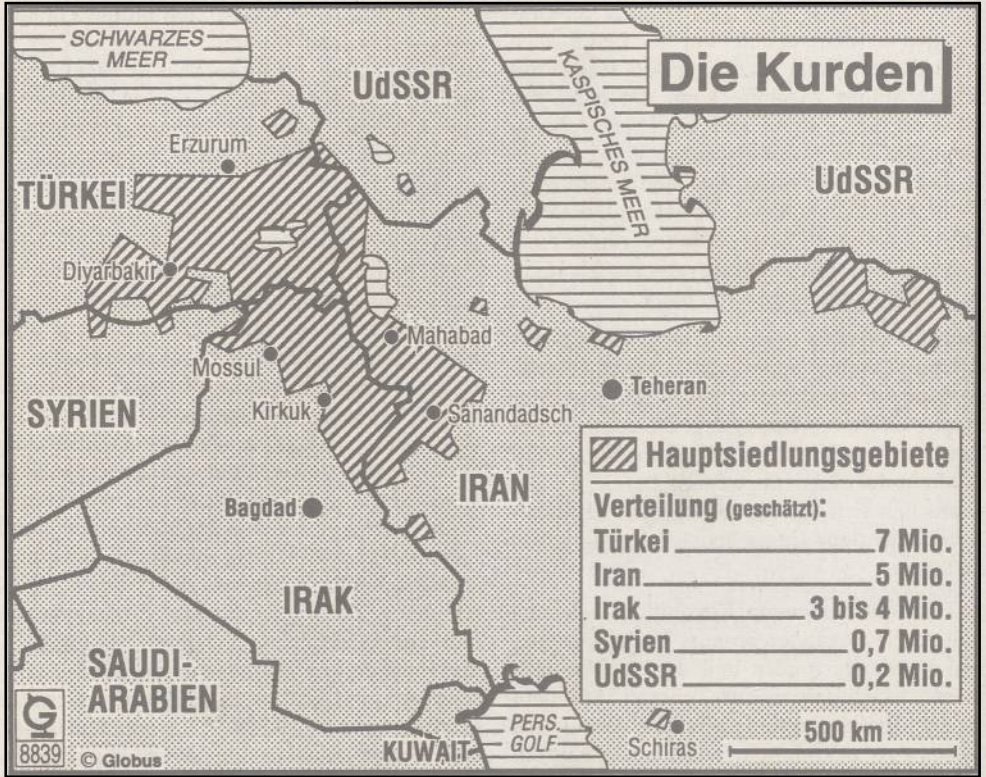 Die Kurden
SCHWARZES
MEER
UdSSR
KASPISCHES MEER
UdSSR
Erzurum
TÜRKEI
Diyarbakir
Mahabad
Mossul
Teheran
SYRIEN
Kirkuk
Sanandadsch
Bagdad
IRAN
IRAK
SAUDI-
ARABIEN
KUWAIT
PERS.
GOLF
Schiras
Hauptsiedlungsgebiete
Verteilung (geschätzt):
Türkei 7 Mio.
Iran 5 Mio.
Irak 3 bis 4 Mio.
Syrien 0,7 Mio.
UdSSR 0,2 Mio.
500 km
G
8839
© Globus